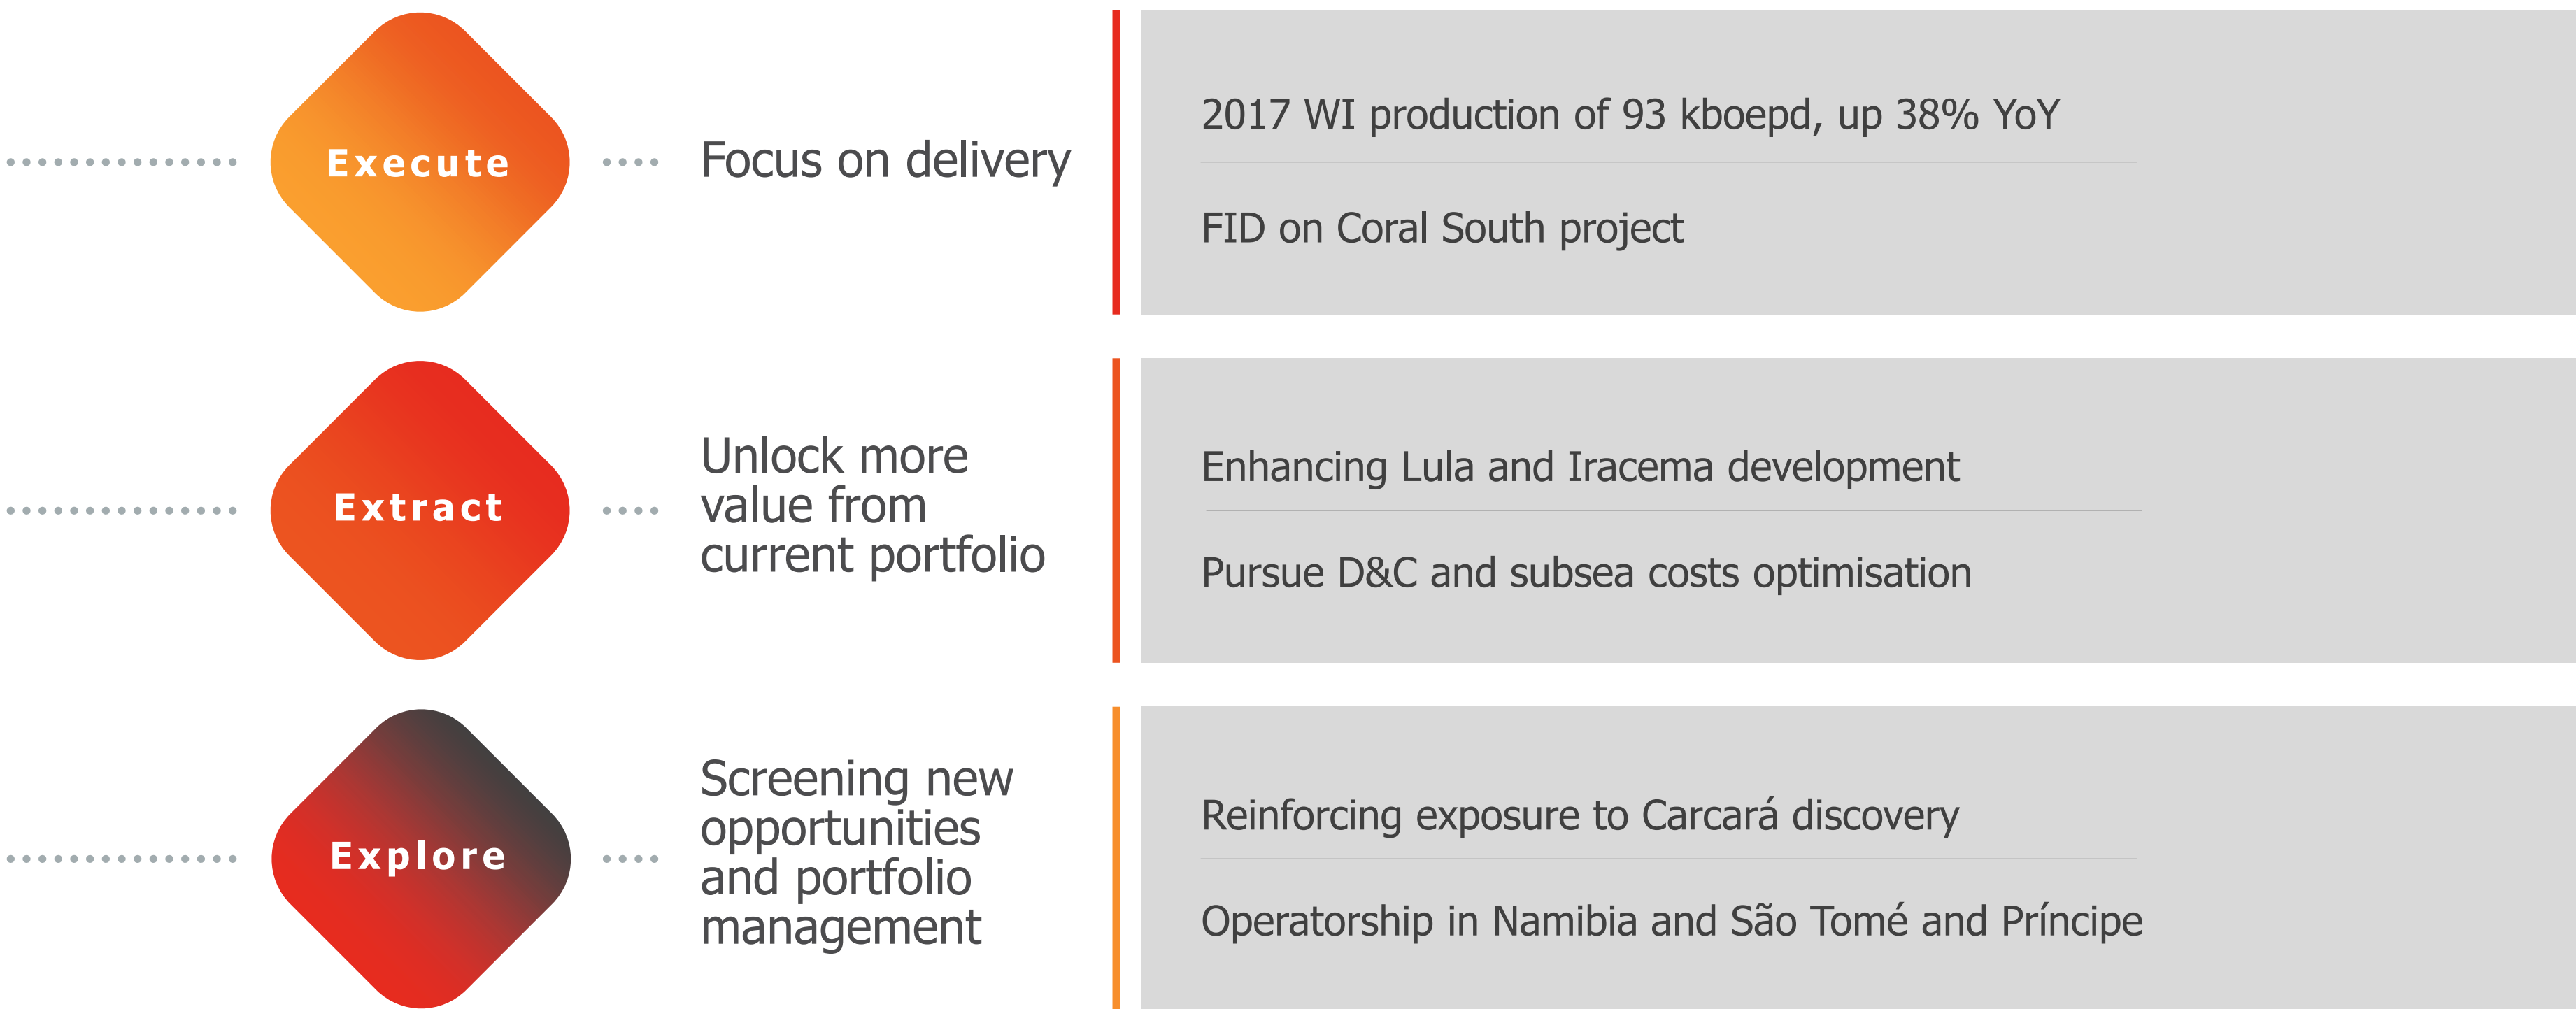 Execute
Focus on delivery
2017 WI production of 93 kboepd, up 38% YoY
FID on Coral South project
Extract
Unlock more
value from
current portfolio
Enhancing Lula and Iracema development
Pursue D&C and subsea costs optimisation
Explore
Screening new
opportunities
and portfolio
management
Reinforcing exposure to Carcará discovery
Operatorship in Namibia and São Tomé and Príncipe